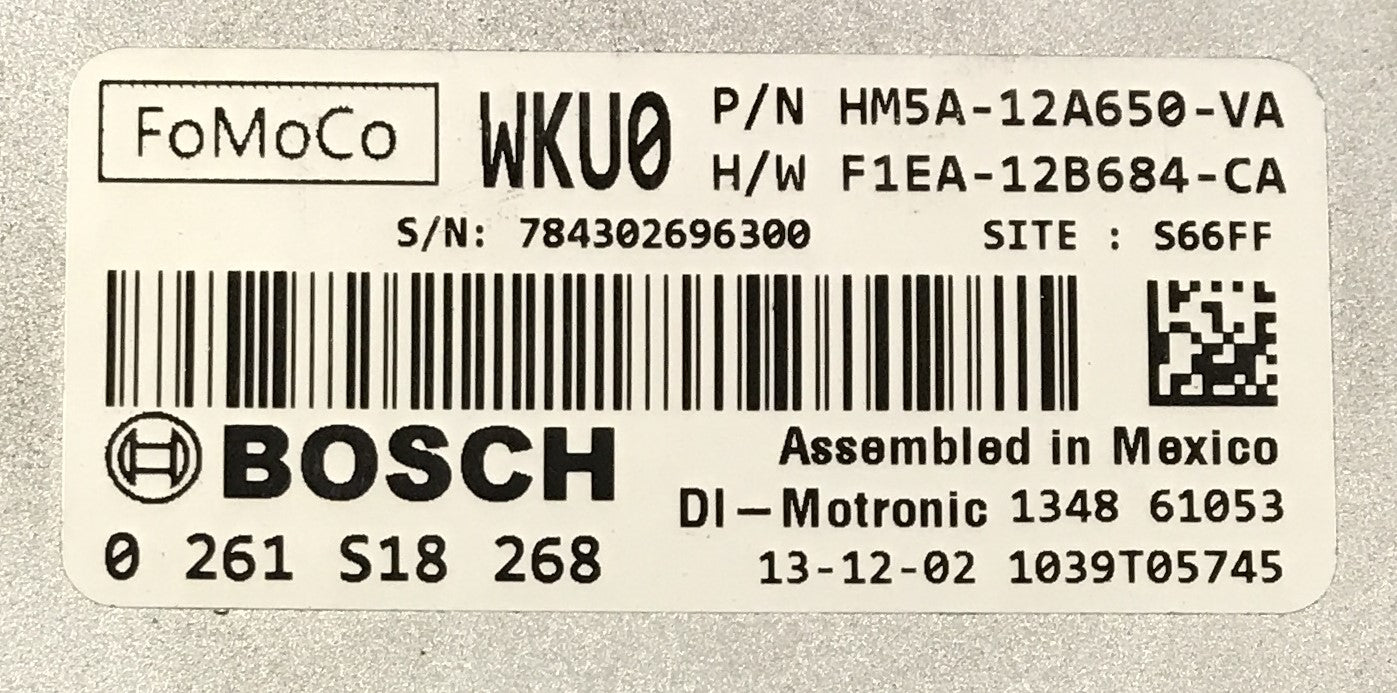 FoMoCo WKU0 P/N HM5A-12A650-VA
H/W F1EA-12B684-CA
S/N: 784302696300 SITE : S66FF
BOSCH
Assembled in Mexico
DI-Motronic 1348 61053
0 261 S18 268
13-12-02 1039T05745